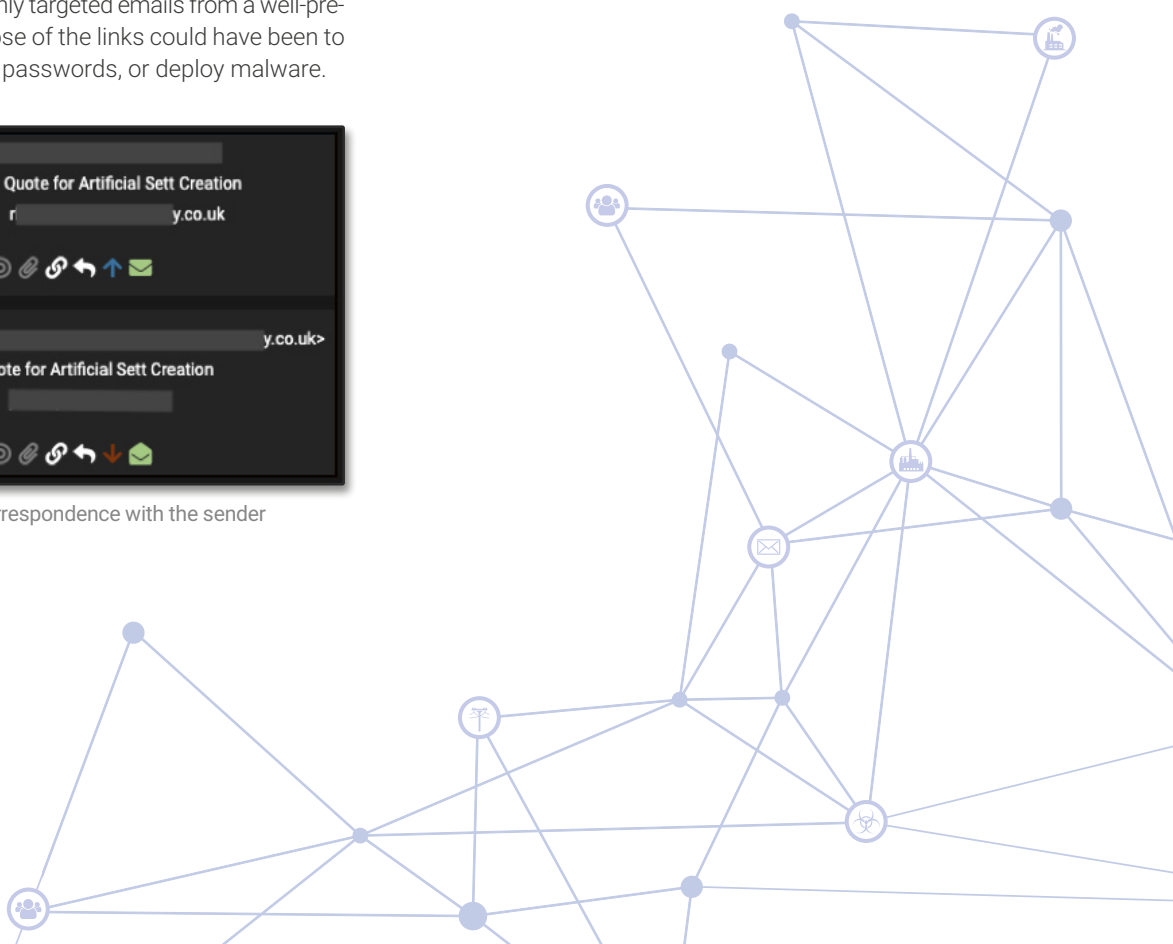 nly targeted emails from a well-pre-
ose of the links could have been to
passwords, or deploy malware.
Quote for Artificial Sett Creation
r y.co.uk
y.co.uk>
ote for Artificial Sett Creation
rrespondence with the sender